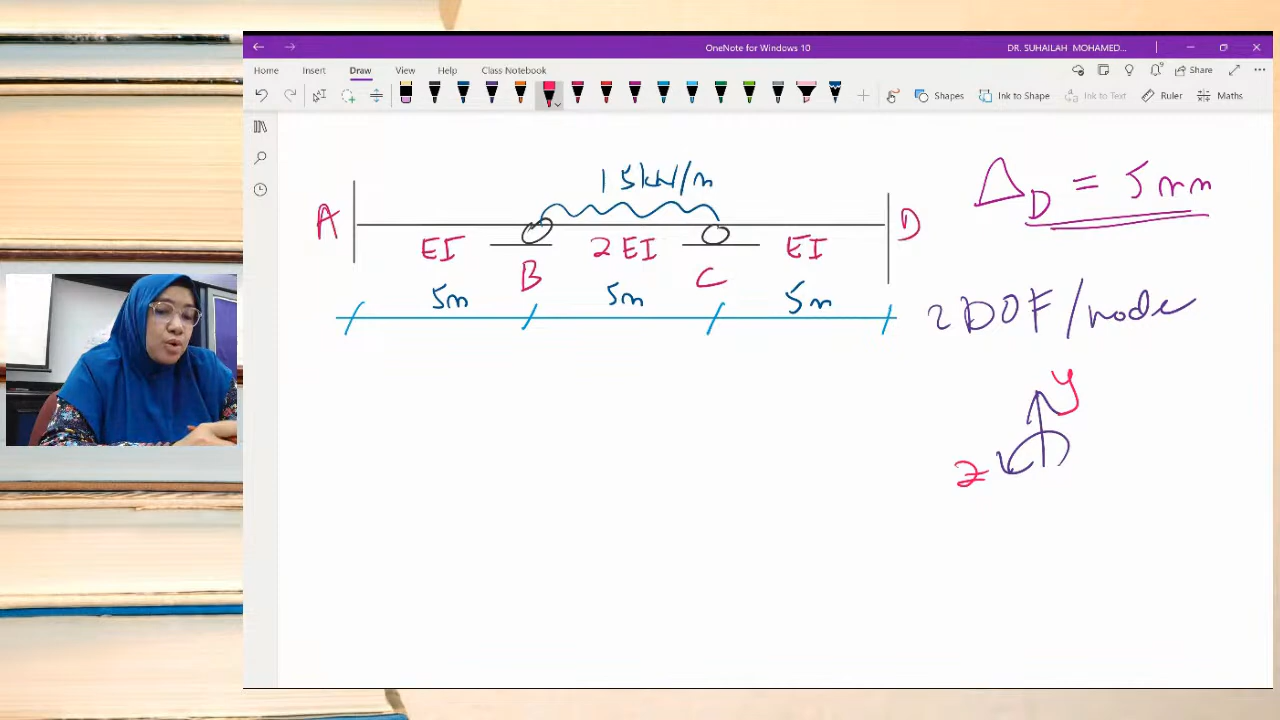 OneNote for Windows 10
DR. SUHAILAH MOHAMED...
Home Insert Draw View Help Class Notebook
Share
Shapes Ink to Shape Ink to Text Ruler Maths
15kN/m
ΔD = 5mm
A
D
EI
2EI
EI
B
C
5m
5m
5m
2DOF/node
y
z